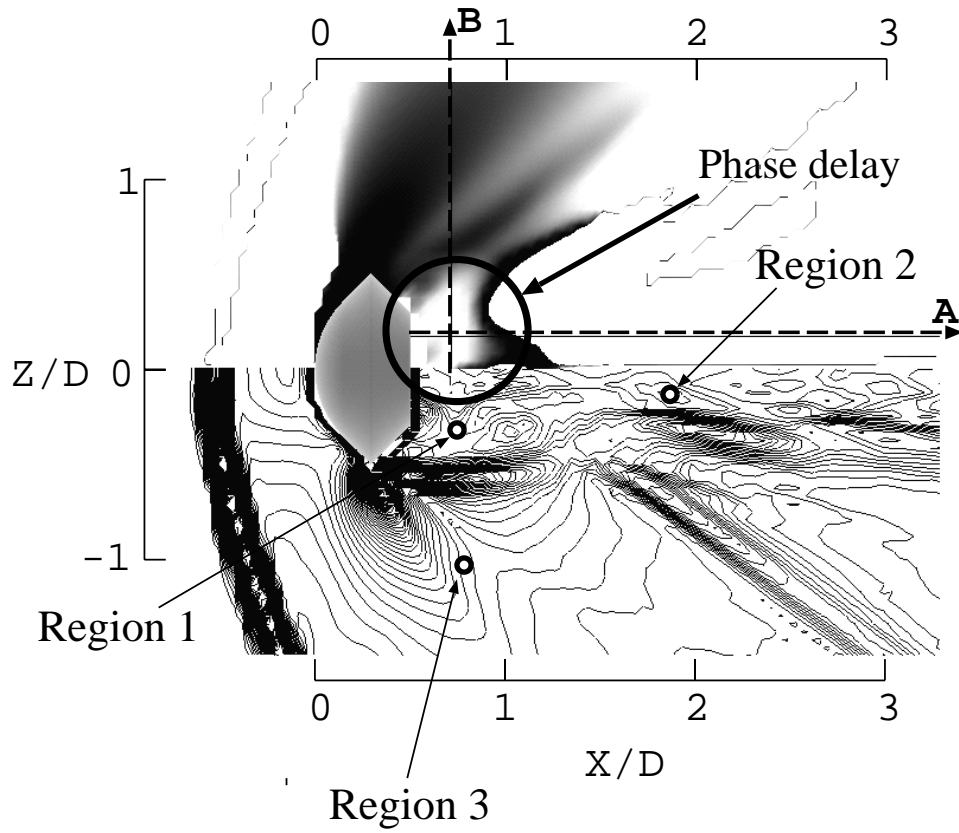 B
0 1 2 3
1
Phase delay
Region 2
A
Z/D 0
-1
Region 1
0 1 2 3
X/D
Region 3